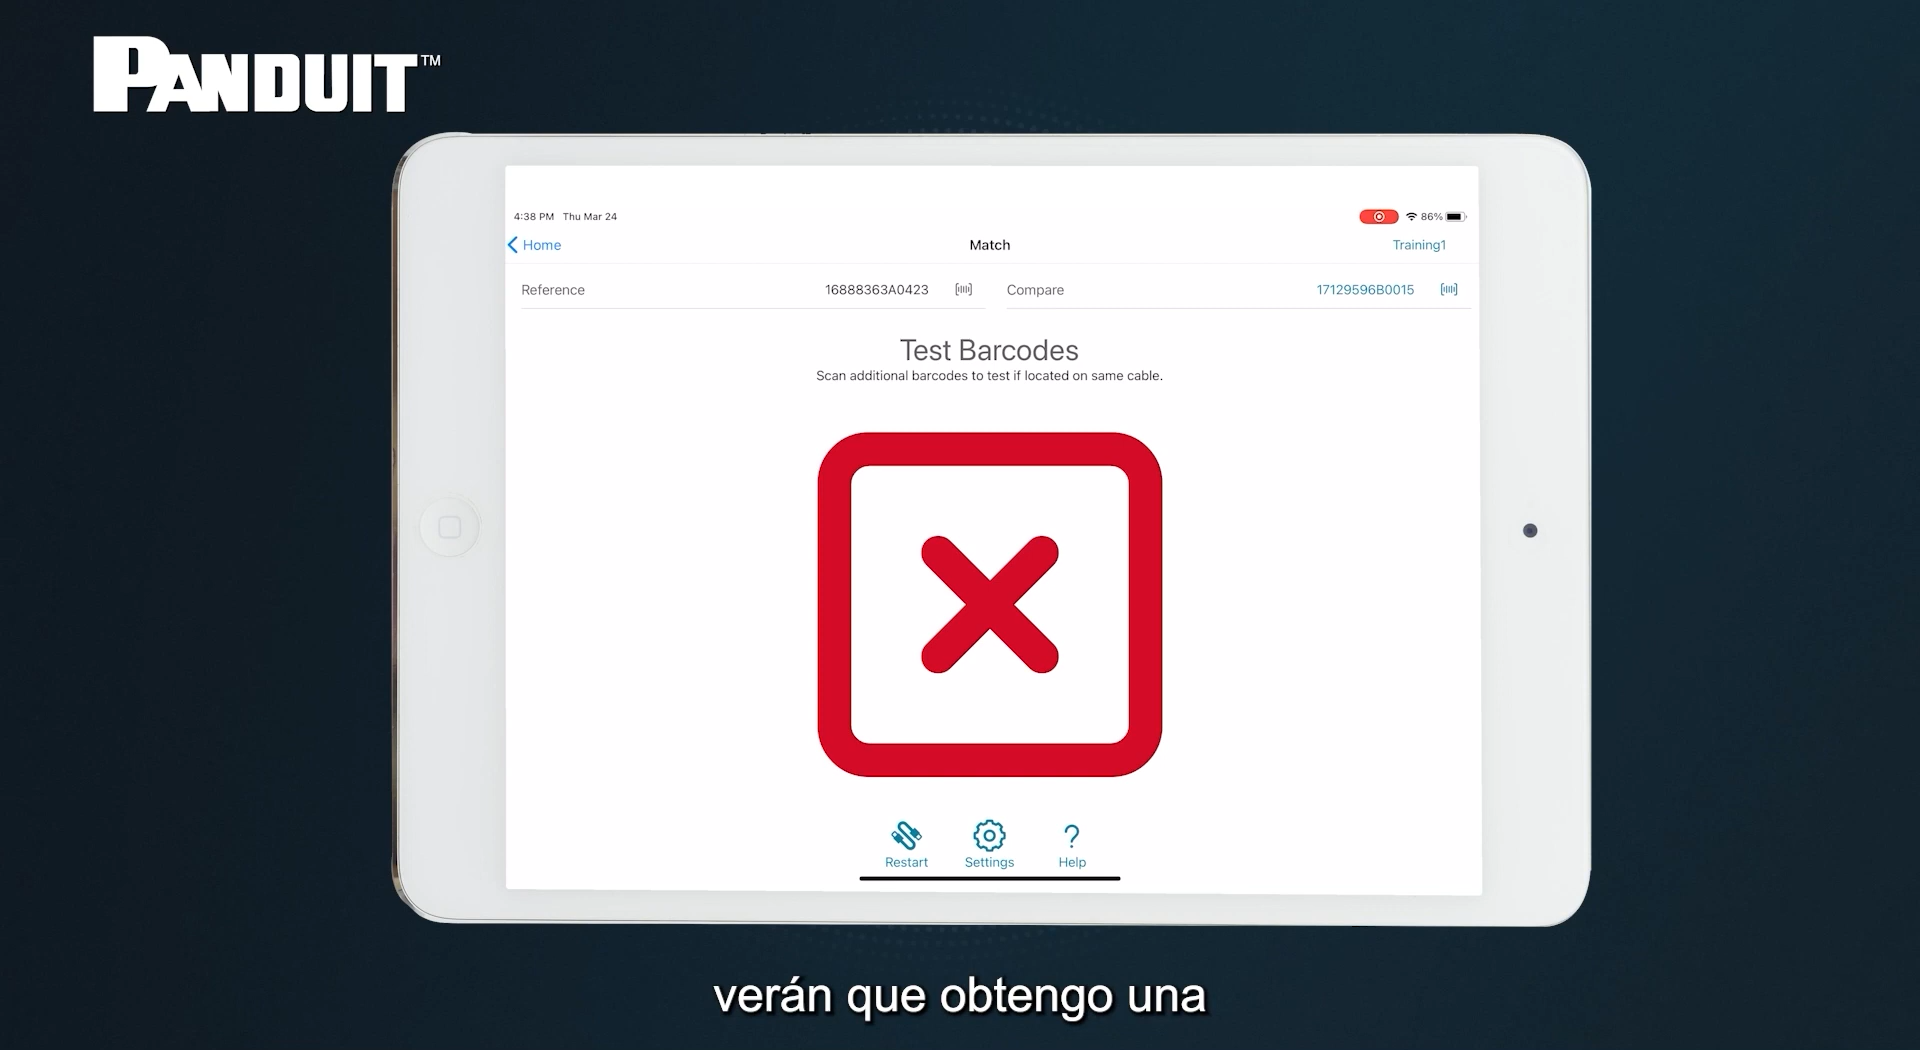 PANDUIT™
4:38 PM Thu Mar 24
86%
Home
Match
Training1
Reference 16888363A0423
Compare 17129596B0015
Test Barcodes
Scan additional barcodes to test if located on same cable.
Restart
Settings
Help
verán que obtengo una